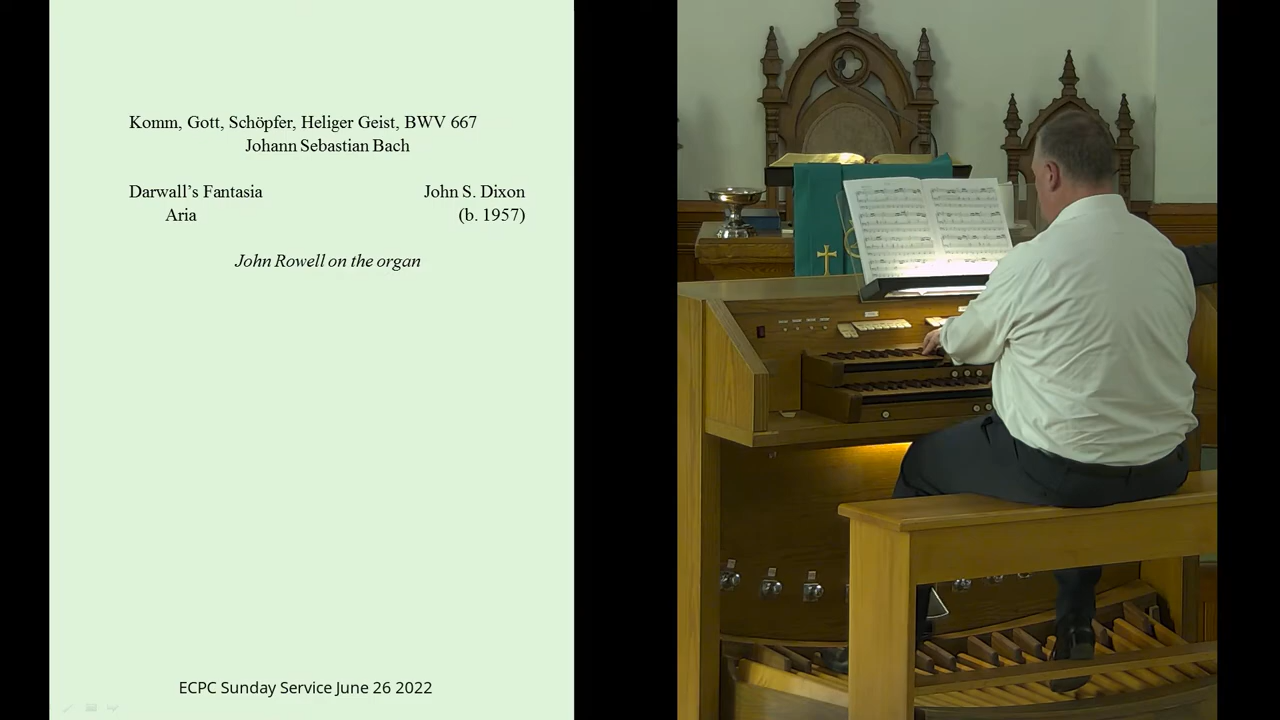 Komm, Gott, Schöpfer, Heliger Geist, BWV 667
Johann Sebastian Bach
Darwall's Fantasia John S. Dixon
Aria (b. 1957)
John Rowell on the organ
ECPC Sunday Service June 26 2022